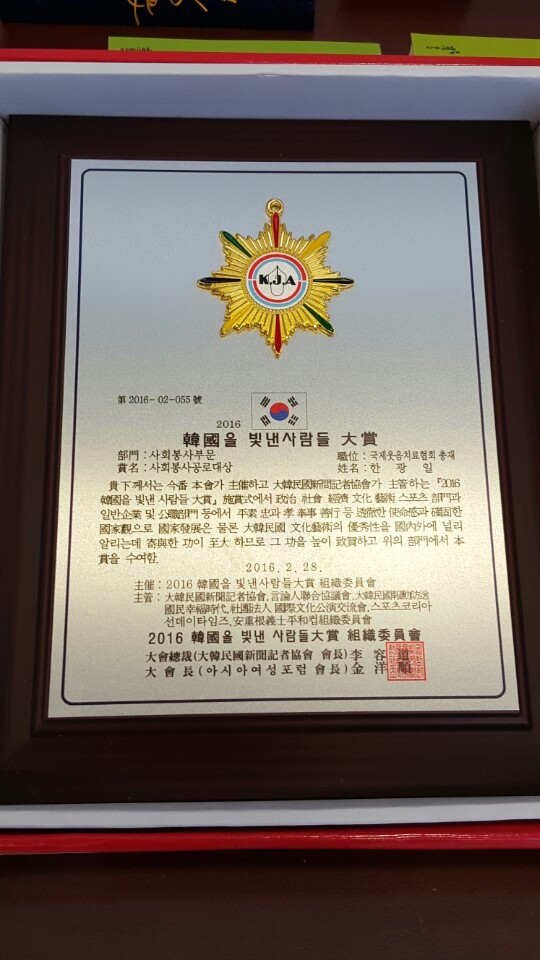 K.J.A
第 2016-02-055 號
2016
韓國을 빛낸사람들 大賞
部門 : 사회봉사부문
職位 : 국제웃음치료협회 총재
賞名 : 사회봉사공로대상
姓名 : 한 광 일
貴下께서는 今番 本會가 主催하고 大韓民國新聞記者協會가 主管하는 『2016
韓國을 빛낸 사람들 大賞』 施賞式에서 政治 社會 經濟 文化 藝術 스포츠 部門과
일반企業 및 公職部門 등에서 平素 忠과 孝 奉事 善行 등 透徹한 使命感과 確固한
國家觀으로 國家發展은 물론 大韓民國 文化藝術의 優秀性을 國內外에 널리
알리는데 寄與한 功이 至大 하므로 그 功을 높이 致賀하고 위의 部門에서 本
賞을 수여함.
2016. 2. 28.
主催 : 2016 韓國을 빛낸사람들大賞 組織委員會
主管 : 大韓民國新聞記者協會, 言論人聯合協議會, 大韓民國
國民幸福時代, 社團法人 國際文化公演交流會, 스포츠코리아
선데이타임즈, 安重根義士平和컵組織委員會
2016 韓國을 빛낸 사람들大賞 組織委員會
大會總裁(大韓民國新聞記者協會 會長) 李 容 道
大 會 長 (아시아여성포럼 會長) 金 洋 順